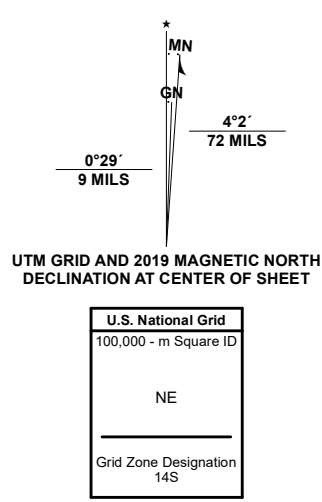 ★
MN
GN
4°2´
72 MILS
0°29´
9 MILS
UTM GRID AND 2019 MAGNETIC NORTH
DECLINATION AT CENTER OF SHEET
U.S. National Grid
100,000 - m Square ID
NE
Grid Zone Designation
14S